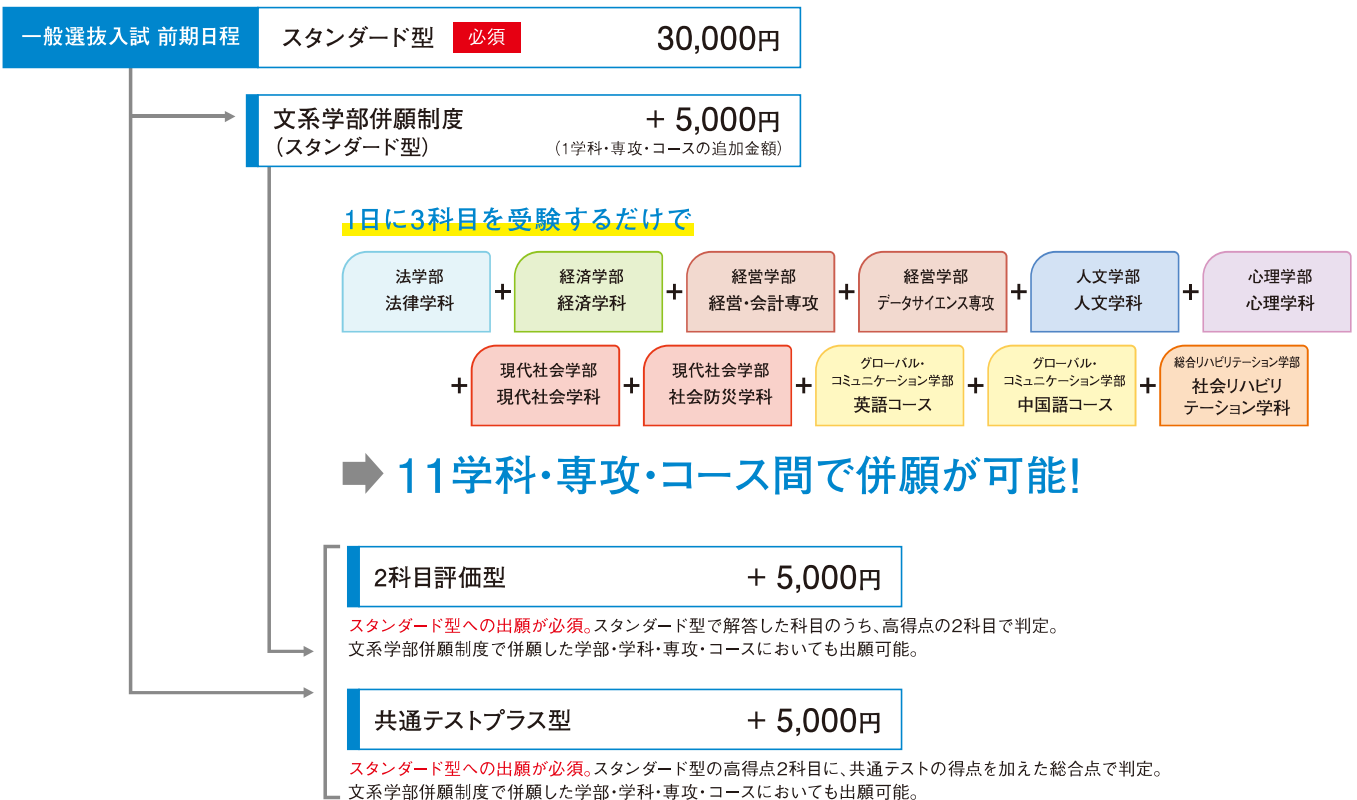 一般選抜入試 前期日程
スタンダード型 必須 30,000円
文系学部併願制度 + 5,000円
(スタンダード型) (1学科・専攻・コースの追加金額)
1日に3科目を受験するだけで
法学部
法律学科
+
経済学部
経済学科
+
経営学部
経営・会計専攻
+
経営学部
データサイエンス専攻
+
人文学部
人文学科
+
心理学部
心理学科
+
現代社会学部
現代社会学科
+
現代社会学部
社会防災学科
+
グローバル・
コミュニケーション学部
英語コース
+
グローバル・
コミュニケーション学部
中国語コース
+
総合リハビリテーション学部
社会リハビリ
テーション学科
11学科・専攻・コース間で併願が可能!
2科目評価型 + 5,000円
スタンダード型への出願が必須。スタンダード型で解答した科目のうち、高得点の2科目で判定。
文系学部併願制度で併願した学部・学科・専攻・コースにおいても出願可能。
共通テストプラス型 + 5,000円
スタンダード型への出願が必須。スタンダード型の高得点2科目に、共通テストの得点を加えた総合点で判定。
文系学部併願制度で併願した学部・学科・専攻・コースにおいても出願可能。